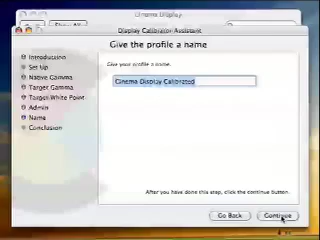 Cinema Display
Show All
Display Calibrator Assistant
Give the profile a name
Introduction
Set Up
Native Gamma
Target Gamma
Target White Point
Admin
Name
Conclusion
Give your profile a name.
Cinema Display Calibrated
After you have done this step, click the continue button.
Go Back
Continue